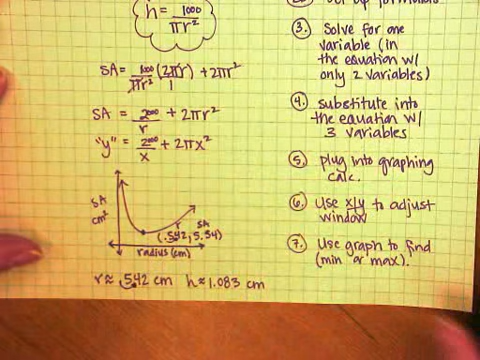 h = 1000 / πr²
3. Solve for one
variable (in
the equation w/
only 2 variables)
SA = 1000/πr² (2πr)/1 + 2πr²
4. substitute into
the equation w/
3 variables
SA = 2000/r + 2πr²
"y" = 2000/x + 2πx²
5. plug into graphing
calc.
6. Use x/y to adjust
window
7. Use graph to find
(min or max).
SA
cm²
r SA
(.542, 5.54)
radius (cm)
r ≈ .542 cm h ≈ 1.083 cm